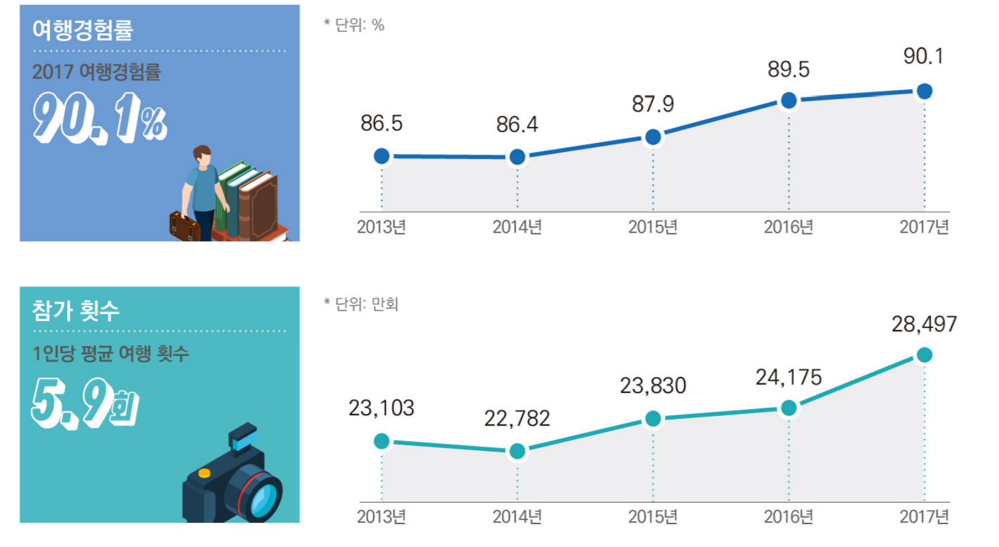 여행경험률
2017 여행경험률
90.1%
* 단위: %
86.5
86.4
87.9
89.5
90.1
2013년
2014년
2015년
2016년
2017년
참가 횟수
1인당 평균 여행 횟수
5.9회
* 단위: 만회
23,103
22,782
23,830
24,175
28,497
2013년
2014년
2015년
2016년
2017년